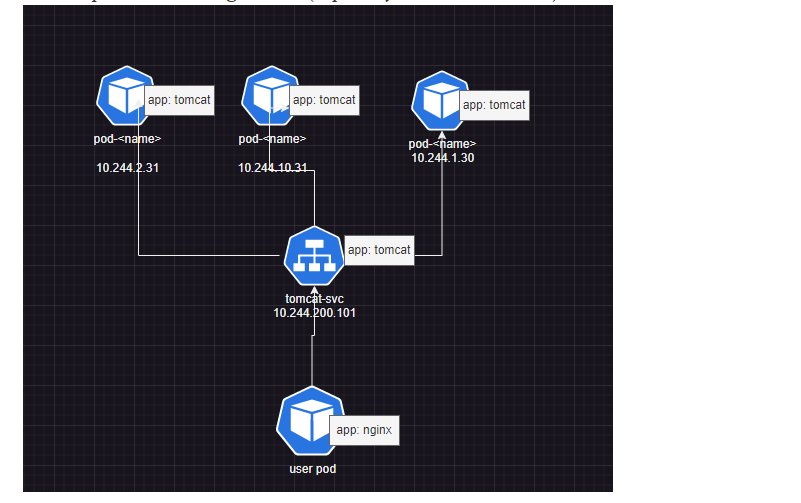 app: tomcat
app: tomcat
app: tomcat
pod-<name>
pod-<name>
pod-<name>
10.244.2.31
10.244.10.31
10.244.1.30
app: tomcat
tomcat-svc
10.244.200.101
app: nginx
user pod